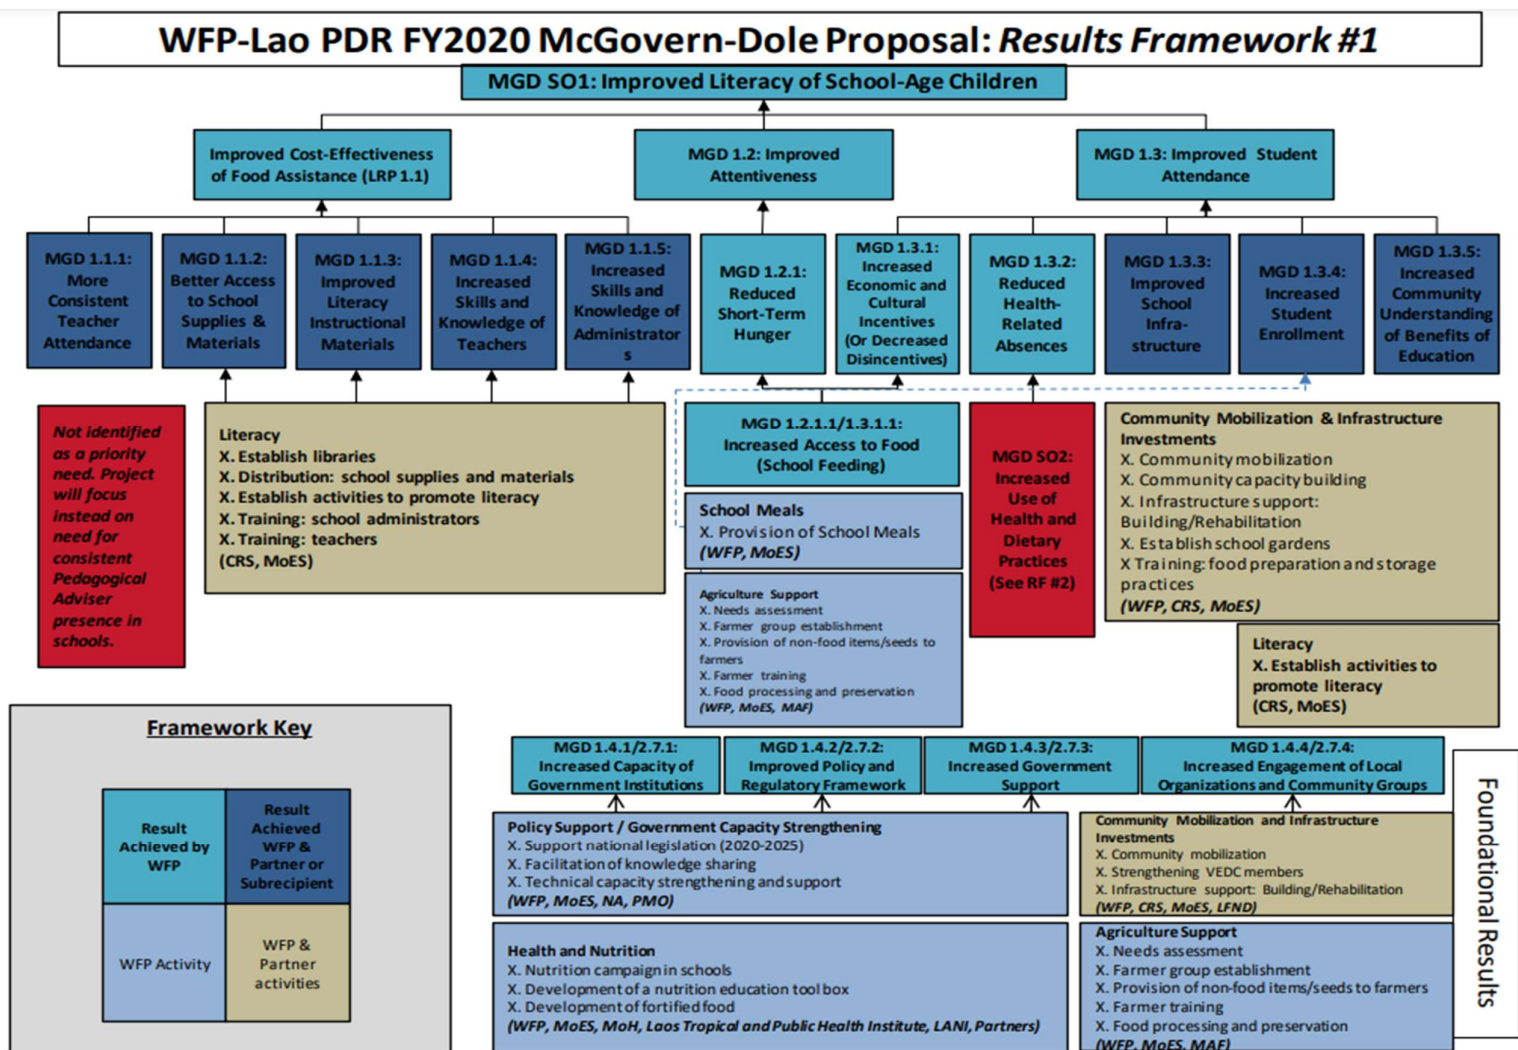 WFP-Lao PDR FY2020 McGovern-Dole Proposal: Results Framework #1
MGD SO1: Improved Literacy of School-Age Children
Improved Cost-Effectiveness
of Food Assistance (LRP 1.1)
MGD 1.2: Improved
Attentiveness
MGD 1.3: Improved Student
Attendance
MGD 1.1.1:
More
Consistent
Teacher
Attendance
MGD 1.1.2:
Better Access
to School
Supplies &
Materials
MGD 1.1.3:
Improved
Literacy
Instructional
Materials
MGD 1.1.4:
Increased
Skills and
Knowledge of
Teachers
MGD 1.1.5:
Increased
Skills and
Knowledge of
Administrator
s
MGD 1.2.1:
Reduced
Short-Term
Hunger
MGD 1.3.1:
Increased
Economic and
Cultural
Incentives
(Or Decreased
Disincentives)
MGD 1.3.2:
Reduced
Health-
Related
Absences
MGD 1.3.3:
Improved
School
Infra-
structure
MGD 1.3.4:
Increased
Student
Enrollment
MGD 1.3.5:
Increased
Community
Understanding
of Benefits of
Education
Not identified
as a priority
need. Project
will focus
instead on
need for
consistent
Pedagogical
Adviser
presence in
schools.
Literacy
X. Establish libraries
X. Distribution: school supplies and materials
X. Establish activities to promote literacy
X. Training: school administrators
X. Training: teachers
(CRS, MoES)
MGD 1.2.1.1/1.3.1.1:
Increased Access to Food
(School Feeding)
School Meals
X. Provision of School Meals
(WFP, MoES)
Agriculture Support
X. Needs assessment
X. Farmer group establishment
X. Provision of non-food items/seeds to
farmers
X. Farmer training
X. Food processing and preservation
(WFP, MoES, MAF)
MGD SO2:
Increased
Use of
Health and
Dietary
Practices
(See RF #2)
Community Mobilization & Infrastructure
Investments
X. Community mobilization
X. Community capacity building
X. Infrastructure support:
Building/Rehabilitation
X. Establish school gardens
X Training: food preparation and storage
practices
(WFP, CRS, MoES)
Literacy
X. Establish activities to
promote literacy
(CRS, MoES)
Framework Key
Result
Achieved by
WFP
Result
Achieved
WFP &
Partner or
Subrecipient
WFP Activity
WFP &
Partner
activities
MGD 1.4.1/2.7.1:
Increased Capacity of
Government Institutions
MGD 1.4.2/2.7.2:
Improved Policy and
Regulatory Framework
MGD 1.4.3/2.7.3:
Increased Government
Support
MGD 1.4.4/2.7.4:
Increased Engagement of Local
Organizations and Community Groups
Policy Support / Government Capacity Strengthening
X. Support national legislation (2020-2025)
X. Facilitation of knowledge sharing
X. Technical capacity strengthening and support
(WFP, MoES, NA, PMO)
Community Mobilization and Infrastructure
Investments
X. Community mobilization
X. Strengthening VEDC members
X. Infrastructure support: Building/Rehabilitation
(WFP, CRS, MoES, LFND)
Health and Nutrition
X. Nutrition campaign in schools
X. Development of a nutrition education tool box
X. Development of fortified food
(WFP, MoES, MoH, Laos Tropical and Public Health Institute, LANI, Partners)
Agriculture Support
X. Needs assessment
X. Farmer group establishment
X. Provision of non-food items/seeds to farmers
X. Farmer training
X. Food processing and preservation
(WFP, MoES, MAF)
Foundational Results